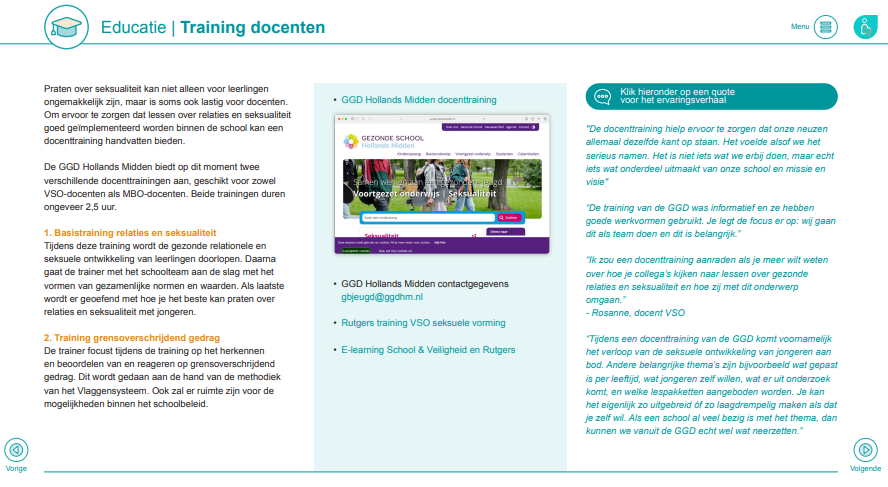 Educatie | Training docenten
Menu
Praten over seksualiteit kan niet alleen voor leerlingen
ongemakkelijk zijn, maar is soms ook lastig voor docenten.
Om ervoor te zorgen dat lessen over relaties en seksualiteit
goed geïmplementeerd worden binnen de school kan een
docenttraining handvatten bieden.
De GGD Hollands Midden biedt op dit moment twee
verschillende docenttrainingen aan, geschikt voor zowel
VSO-docenten als MBO-docenten. Beide trainingen duren
ongeveer 2,5 uur.
1. Basistraining relaties en seksualiteit
Tijdens deze training wordt de gezonde relationele en
seksuele ontwikkeling van leerlingen doorlopen. Daarna
gaat de trainer met het schoolteam aan de slag met het
vormen van gezamenlijke normen en waarden. Als laatste
wordt er geoefend met hoe je het beste kan praten over
relaties en seksualiteit met jongeren.
2. Training grensoverschrijdend gedrag
De trainer focust tijdens de training op het herkennen
en beoordelen van en reageren op grensoverschrijdend
gedrag. Dit wordt gedaan aan de hand van de methodiek
van het Vlaggensysteem. Ook zal er ruimte zijn voor de
mogelijkheden binnen het schoolbeleid.
• GGD Hollands Midden docenttraining
GEZONDE SCHOOL
Hollands Midden
Kinderopvang Basisonderwijs Voortgezet onderwijs Studenten Calamiteiten
Samen werken aan een gezonde jeugd
Voortgezet onderwijs | Seksualiteit
Zoek een onderwerp
Zoeken
Seksualiteit
Direct naar
• GGD Hollands Midden contactgegevens
gbjeugd@ggdhm.nl
• Rutgers training VSO seksuele vorming
• E-learning School & Veiligheid en Rutgers
Klik hieronder op een quote
voor het ervaringsverhaal
"De docenttraining hielp ervoor te zorgen dat onze neuzen
allemaal dezelfde kant op staan. Het voelde alsof we het
serieus namen. Het is niet iets wat we erbij doen, maar echt
iets wat onderdeel uitmaakt van onze school en missie en
visie"
"De training van de GGD was informatief en ze hebben
goede werkvormen gebruikt. Je legt de focus er op: wij gaan
dit als team doen en dit is belangrijk."
"Ik zou een docenttraining aanraden als je meer wilt weten
over hoe je collega's kijken naar lessen over gezonde
relaties en seksualiteit en hoe zij met dit onderwerp
omgaan."
- Rosanne, docent VSO
"Tijdens een docenttraining van de GGD komt voornamelijk
het verloop van de seksuele ontwikkeling van jongeren aan
bod. Andere belangrijke thema's zijn bijvoorbeeld wat gepast
is per leeftijd, wat jongeren zelf willen, wat er uit onderzoek
komt, en welke lespakketten aangeboden worden. Je kan
het eigenlijk zo uitgebreid óf zo laagdrempelig maken als dat
je zelf wil. Als een school al veel bezig is met het thema, dan
kunnen we vanuit de GGD echt wel wat neerzetten."
Vorige
Volgende